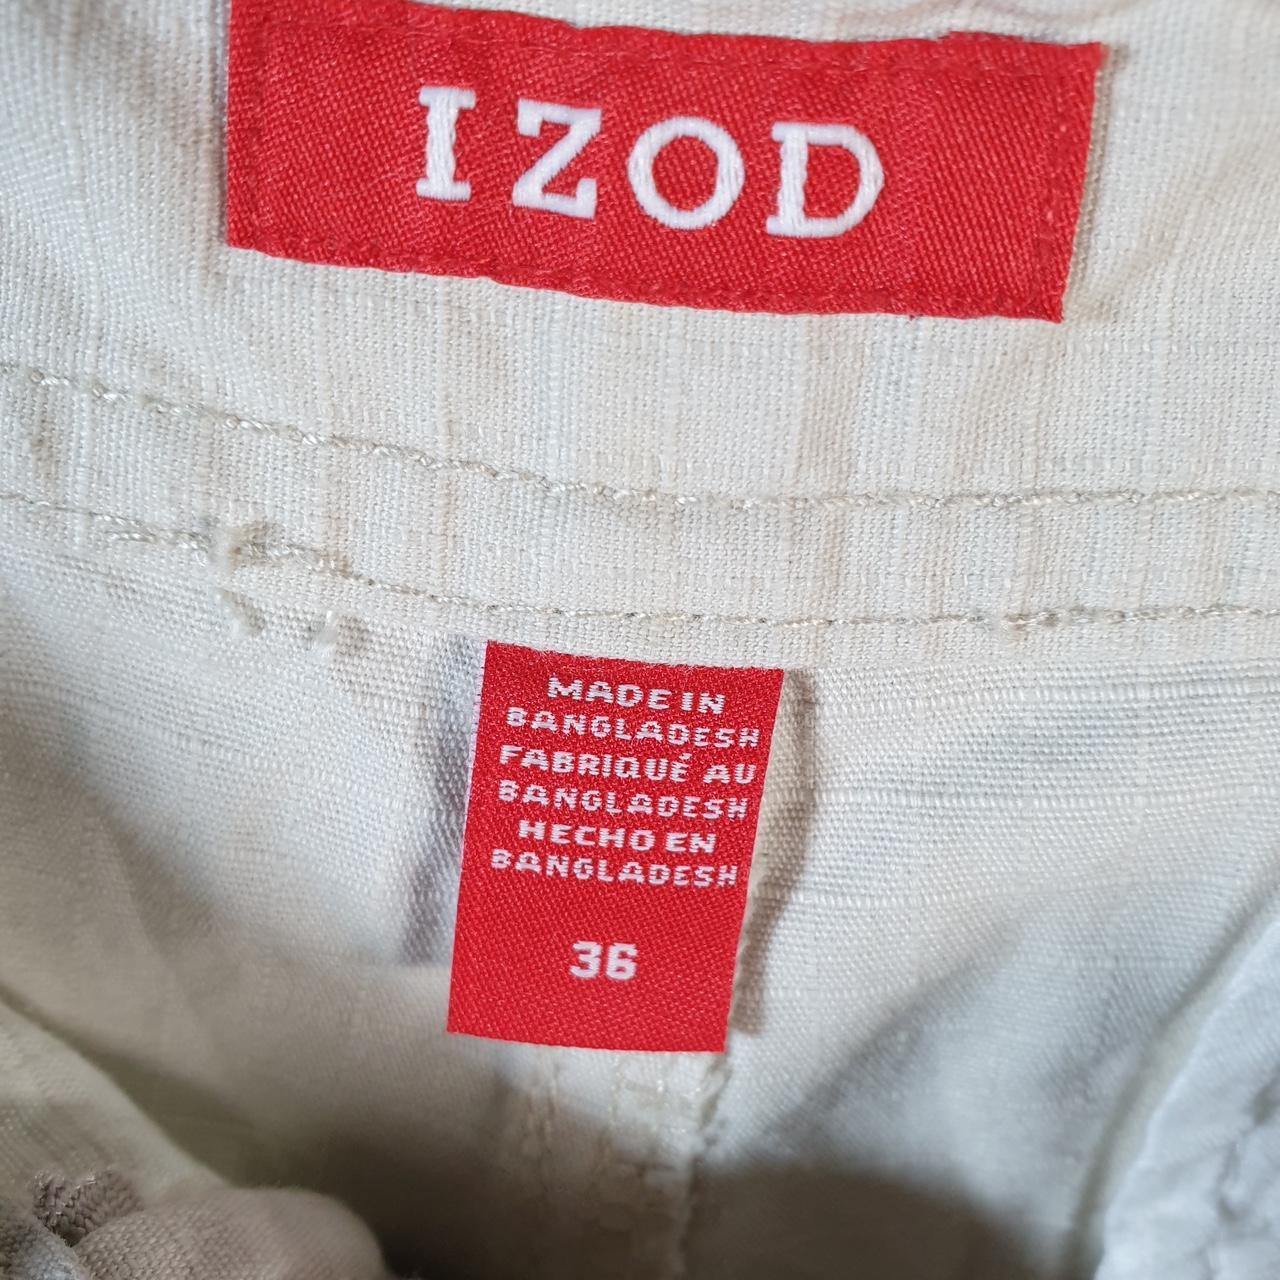 IZOD
MADE IN
BANGLADESH
FABRIQUÉ AU
BANGLADESH
HECHO EN
BANGLADESH
36